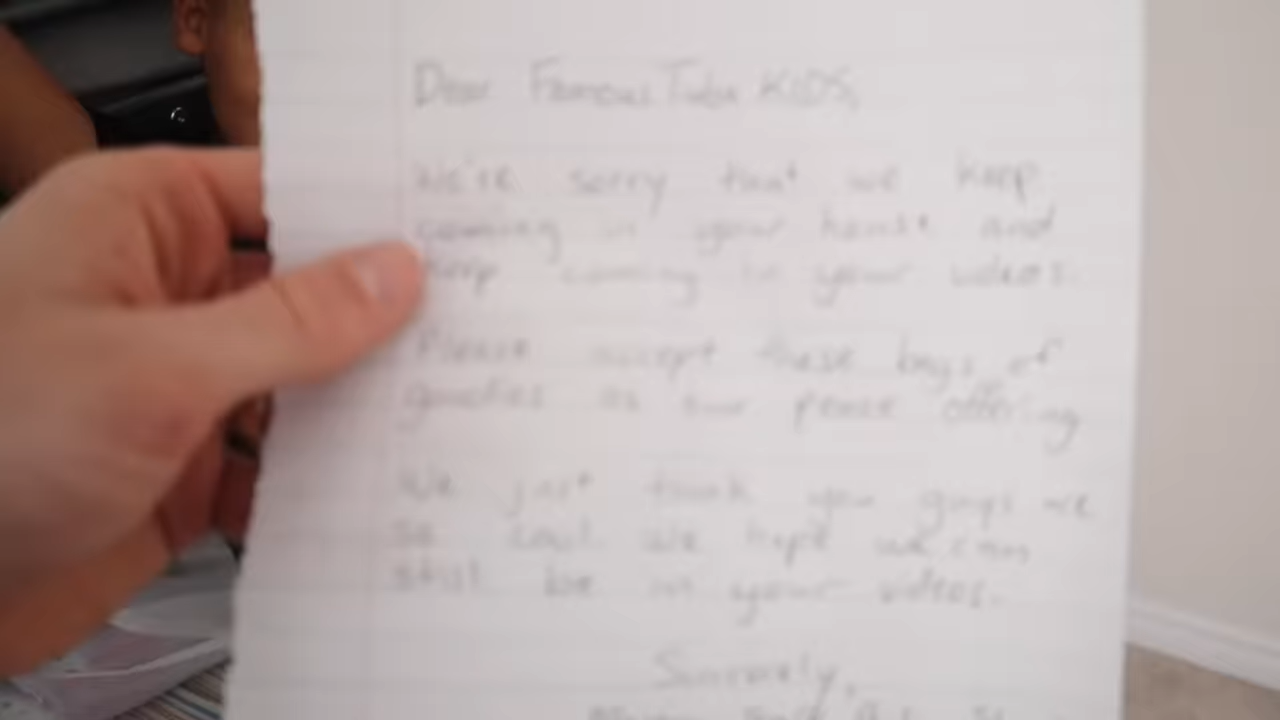 Dear Famous Tube KIDS,
We're sorry that we keep
coming in your house and
keep coming in your videos.
Please accept these bags of
goodies as our peace offering
We just think you guys are
so cool. We hope we can
still be in your videos.
Sincerely,